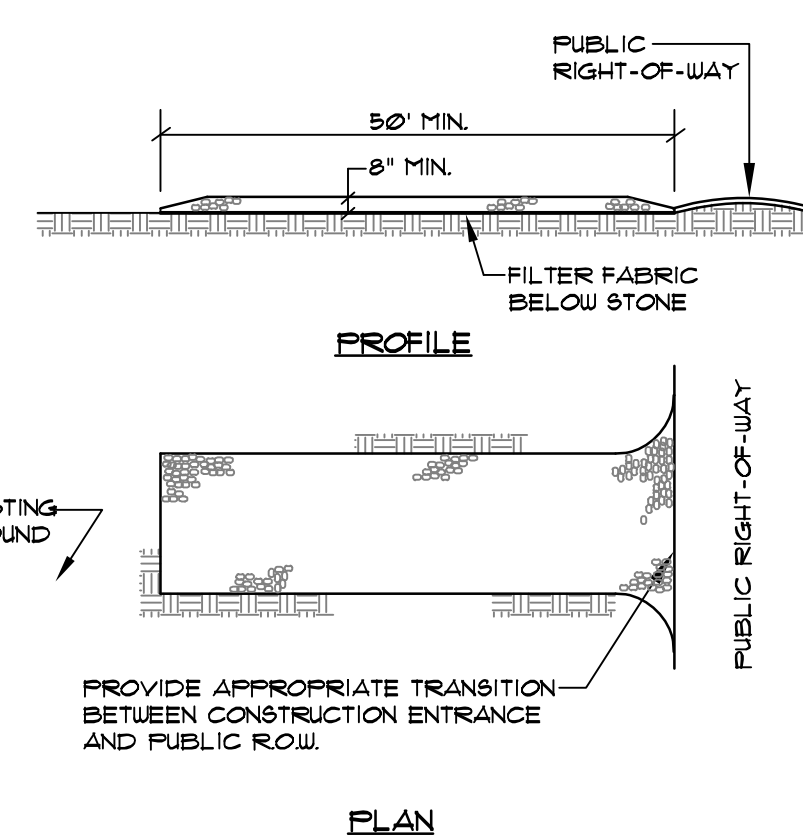 PUBLIC
RIGHT-OF-WAY
50' MIN.
8" MIN.
FILTER FABRIC
BELOW STONE
PROFILE
PUBLIC RIGHT-OF-WAY
PROVIDE APPROPRIATE TRANSITION
BETWEEN CONSTRUCTION ENTRANCE
AND PUBLIC R.O.W.
PLAN